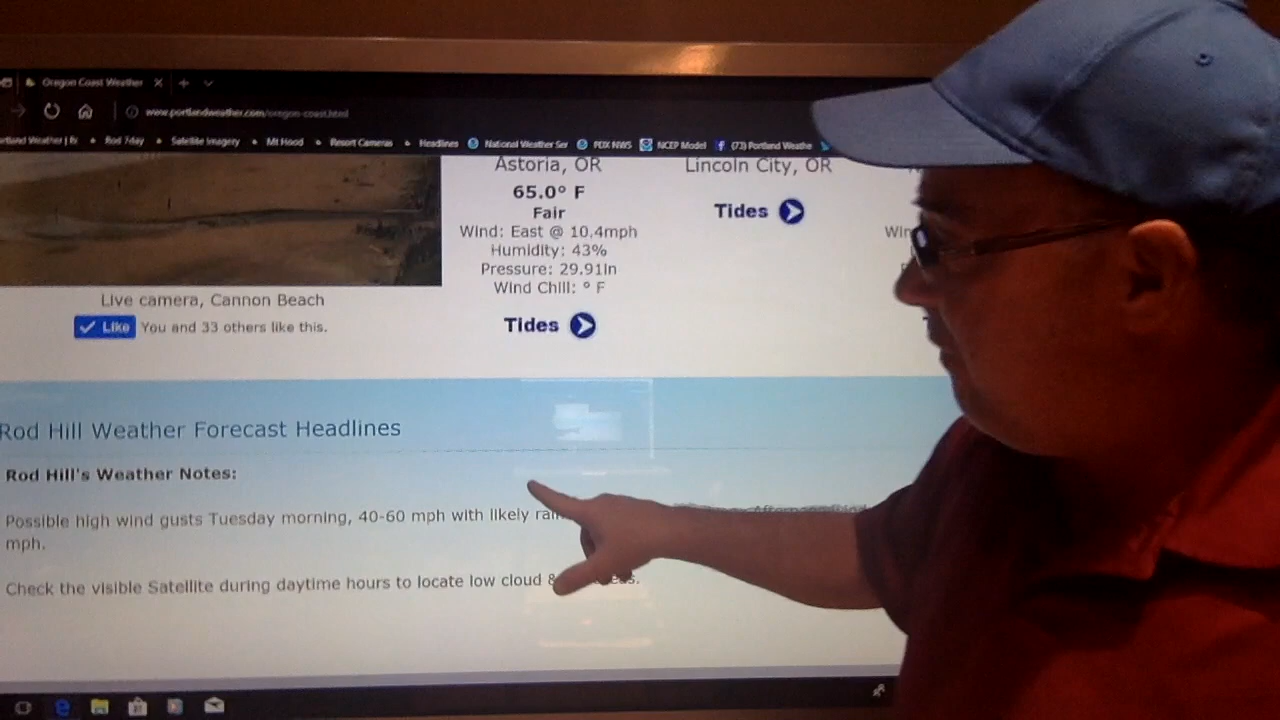 Oregon Coast Weather
www.portlandweather.com/oregon-coast.html
Rod 7day Satellite Imagery Mt Hood Resort Cameras Headlines National Weather Ser PDX NWS NCEP Model (73) Portland Weathe
Astoria, OR
65.0° F
Fair
Wind: East @ 10.4mph
Humidity: 43%
Pressure: 29.91in
Wind Chill: ° F
Tides
Lincoln City, OR
Tides
Live camera, Cannon Beach
Like You and 33 others like this.
Rod Hill Weather Forecast Headlines
Rod Hill's Weather Notes:
Possible high wind gusts Tuesday morning, 40-60 mph with likely
mph.
Check the visible Satellite during daytime hours to locate low cloud &